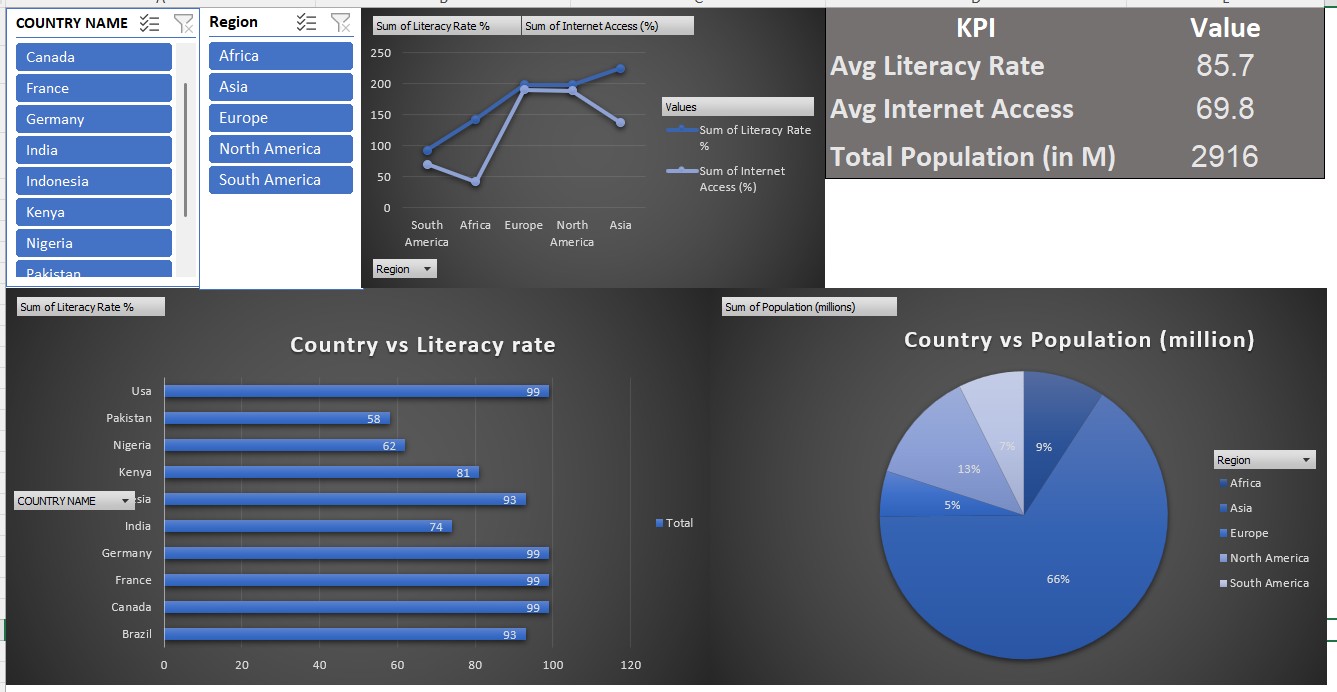 COUNTRY NAME
Canada
France
Germany
India
Indonesia
Kenya
Nigeria
Pakistan
Region
Africa
Asia
Europe
North America
South America
Sum of Literacy Rate % Sum of Internet Access (%)
250
200
150
100
50
0
South America
Africa
Europe
North America
Asia
Values
Sum of Literacy Rate
%
Sum of Internet
Access (%)
Region
KPI Value
Avg Literacy Rate 85.7
Avg Internet Access 69.8
Total Population (in M) 2916
Sum of Literacy Rate %
Country vs Literacy rate
Usa 99
Pakistan 58
Nigeria 62
Kenya 81
COUNTRY NAME esia 93
India 74
Germany 99
France 99
Canada 99
Brazil 93
0 20 40 60 80 100 120
Total
Sum of Population (millions)
Country vs Population (million)
7% 9%
13%
5%
66%
Region
Africa
Asia
Europe
North America
South America